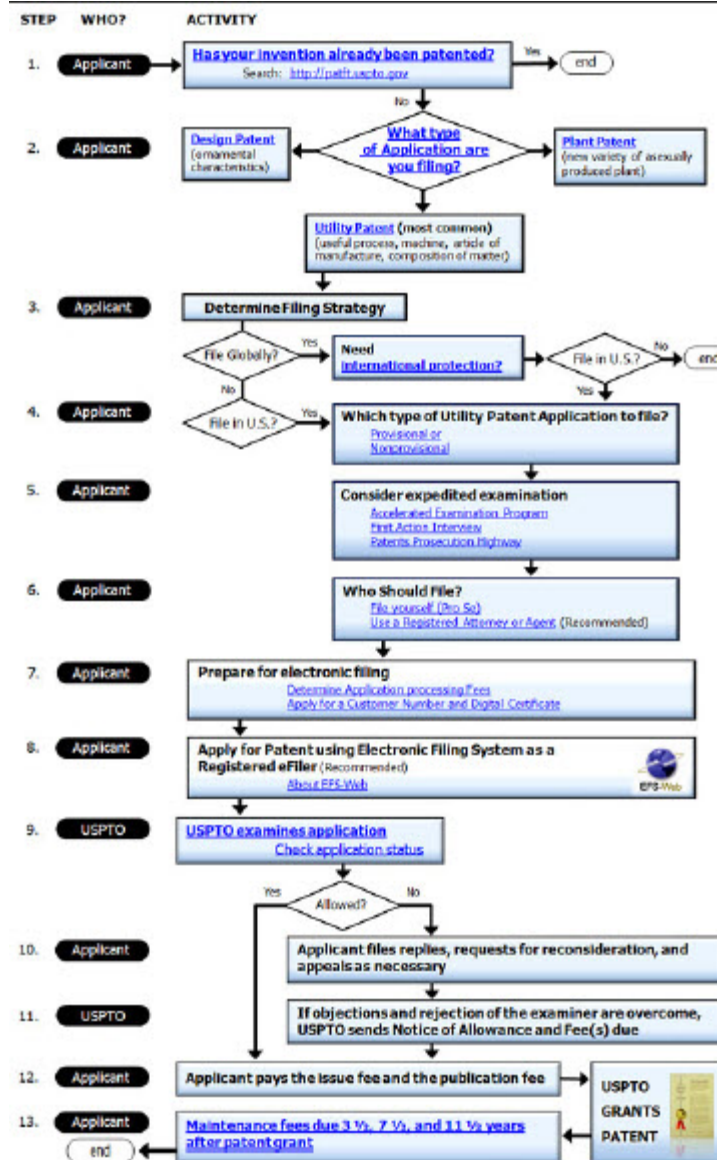 STEP WHO? ACTIVITY
1. Applicant
Has your invention already been patented?
Search: http://patft.uspto.gov
Yes
end
No
2. Applicant
Design Patent
(ornamental
characteristics)
What type
of Application are
you filing?
Plant Patent
(new variety of asexually
produced plant)
Utility Patent (most common)
(useful process, machine, article of
manufacture, composition of matter)
3. Applicant
Determine Filing Strategy
File Globally?
Yes
Need
international protection?
File in U.S.?
No
end
No
Yes
4. Applicant
File in U.S.?
Yes
Which type of Utility Patent Application to file?
Provisional or
Nonprovisional
5. Applicant
Consider expedited examination
Accelerated Examination Program
First Action Interview
Patents Prosecution Highway
6. Applicant
Who Should File?
File yourself (Pro Se)
Use a Registered Attorney or Agent (Recommended)
7. Applicant
Prepare for electronic filing
Determine Application processing Fees
Apply for a Customer Number and Digital Certificate
8. Applicant
Apply for Patent using Electronic Filing System as a
Registered eFiler (Recommended)
About EFS-Web
EFS-Web
9. USPTO
USPTO examines application
Check application status
Yes
Allowed?
No
10. Applicant
Applicant files replies, requests for reconsideration, and
appeals as necessary
11. USPTO
If objections and rejection of the examiner are overcome,
USPTO sends Notice of Allowance and Fee(s) due
12. Applicant
Applicant pays the issue fee and the publication fee
USPTO
GRANTS
PATENT
13. Applicant
Maintenance fees due 3 ½, 7 ½, and 11 ½ years
after patent grant
end